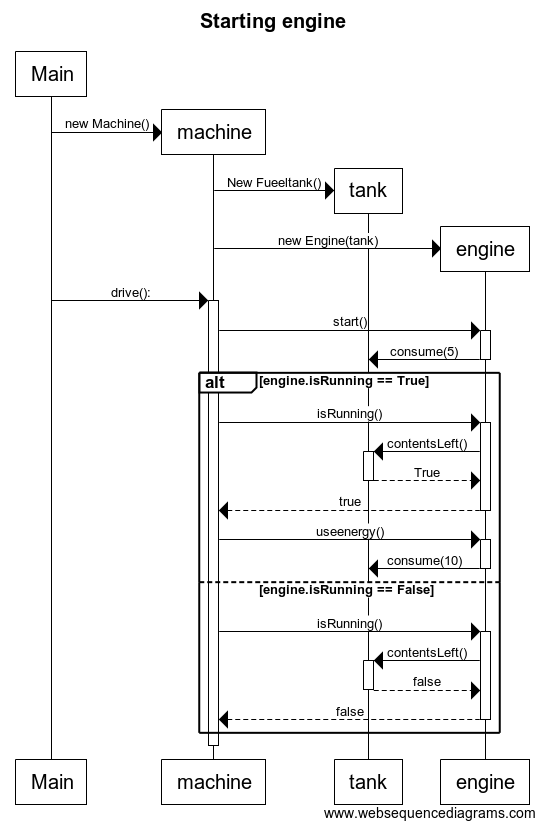 Starting engine
Main
new Machine()
machine
New Fueeltank()
tank
new Engine(tank)
engine
drive():
start()
consume(5)
alt [engine.isRunning == True]
isRunning()
contentsLeft()
True
true
useenergy()
consume(10)
[engine.isRunning == False]
isRunning()
contentsLeft()
false
false
Main machine tank engine
www.websequencediagrams.com